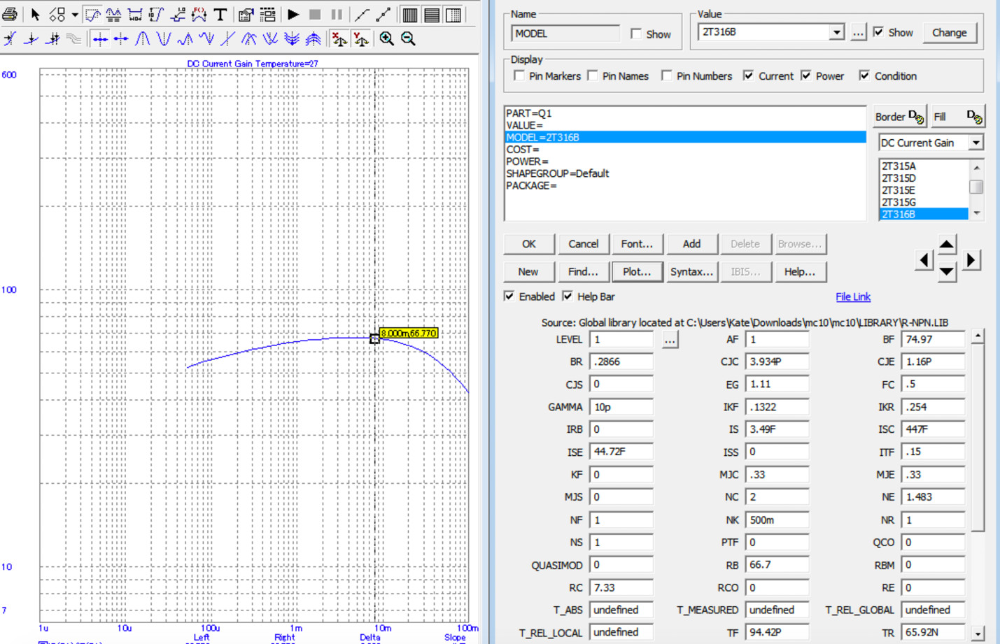 T
DC Current Gain Temperature=27
600
100
10
7
8.000m,66.770
1u 10u 100u 1m 10m 100m
Left Right Delta Slope
Name
MODEL
Show
Value
2T316B
...
Show
Change
Display
Pin Markers Pin Names Pin Numbers Current Power Condition
PART=Q1
VALUE=
MODEL=2T316B
COST=
POWER=
SHAPEGROUP=Default
PACKAGE=
Border
Fill
DC Current Gain
2T315A
2T315D
2T315E
2T315G
2T316B
OK Cancel Font... Add Delete Browse...
New Find... Plot... Syntax... IBIS... Help...
Enabled Help Bar File Link
Source: Global library located at C:\Users\Kate\Downloads\mc10\mc10\LIBRARY\R-NPN.LIB
LEVEL 1 ... AF 1 BF 74.97
BR .2866 CJC 3.934P CJE 1.16P
CJS 0 EG 1.11 FC .5
GAMMA 10p IKF .1322 IKR .254
IRB 0 IS 3.49F ISC 447F
ISE 44.72F ISS 0 ITF .15
KF 0 MJC .33 MJE .33
MJS 0 NC 2 NE 1.483
NF 1 NK 500m NR 1
NS 1 PTF 0 QCO 0
QUASIMOD 0 RB 66.7 RBM 0
RC 7.33 RCO 0 RE 0
T_ABS undefined T_MEASURED undefined T_REL_GLOBAL undefined
T_REL_LOCAL undefined TF 94.42P TR 65.92N